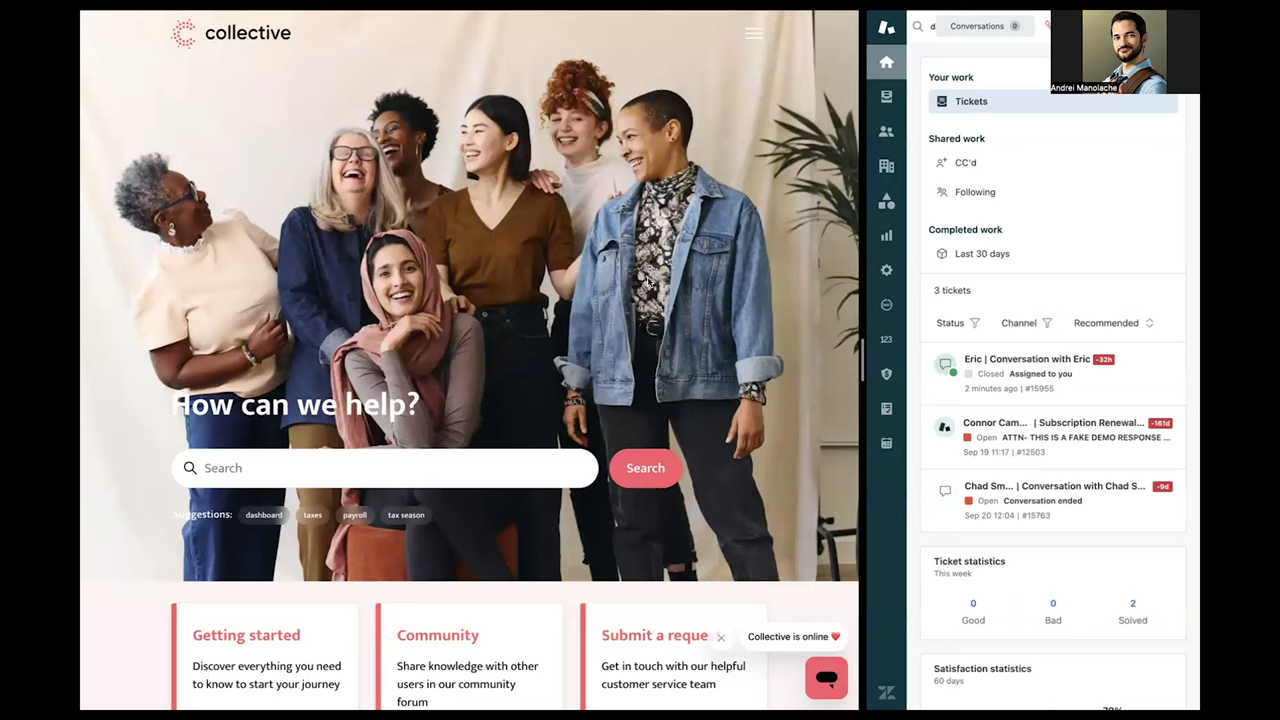 collective
How can we help?
Search
Search
Suggestions: dashboard taxes payroll tax season
Getting started
Discover everything you need
to know to start your journey
Community
Share knowledge with other
users in our community
forum
Submit a reque
Get in touch with our helpful
customer service team
Collective is online ❤️
d
Conversations 0
Andrei Manolache
Your work
Tickets
Shared work
CC'd
Following
Completed work
Last 30 days
3 tickets
Status Channel Recommended
Eric | Conversation with Eric -32h
Closed Assigned to you
2 minutes ago | #15955
Connor Cam... | Subscription Renewal... -161d
Open ATTN- THIS IS A FAKE DEMO RESPONSE ...
Sep 19 11:17 | #12503
Chad Sm... | Conversation with Chad S... -9d
Open Conversation ended
Sep 20 12:04 | #15763
Ticket statistics
This week
0 0 2
Good Bad Solved
Satisfaction statistics
60 days
123